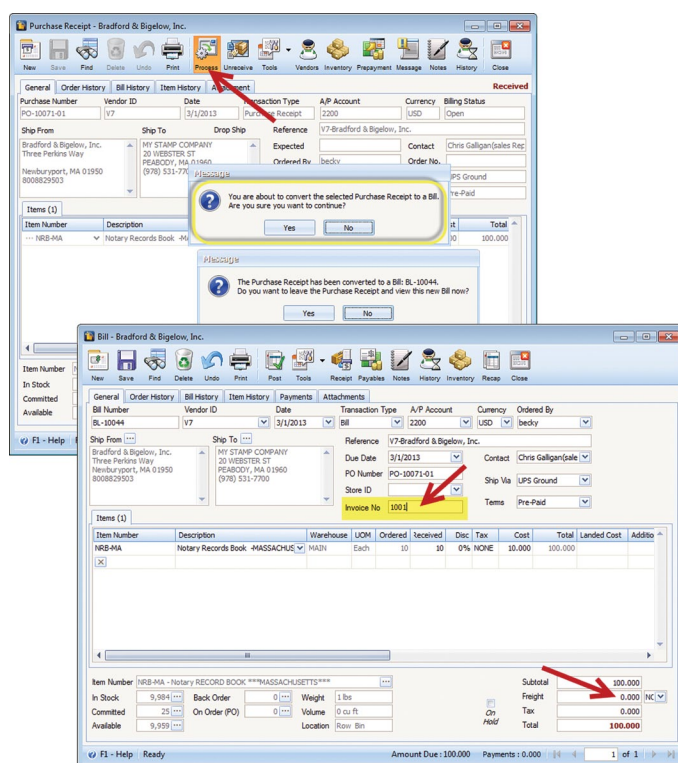 Purchase Receipt - Bradford & Bigelow, Inc.
New Save Find Delete Undo Print Process Unreceive Tools Vendors Inventory Prepayment Message Notes History Close
General Order History Bill History Item History Received
Purchase Number Vendor ID Date A/P Account Currency Billing Status
PO-10071-01 V7 3/1/2013 2200 USD Open
Ship From Ship To Drop Ship Reference V7-Bradford & Bigelow, Inc.
Bradford & Bigelow, Inc. MY STAMP COMPANY Expected Contact Chris Galligan(sales Rep
Three Perkins Way 20 WEBSTER ST
PEABODY, MA 01960 Ordered By becky Order No.
Newburyport, MA 01950 (978) 531-770
8008829503 UPS Ground
Message
Pre-Paid
You are about to convert the selected Purchase Receipt to a Bill.
Are you sure you want to continue?
Yes No
Items (1)
Item Number Description st Total
NRB-MA Notary Records Book -M 100.000
Message
The Purchase Receipt has been converted to a Bill: BL-10044.
Do you want to leave the Purchase Receipt and view this new Bill now?
Yes No
Item Number
In Stock
Committed
Available
F1 - Help
Bill - Bradford & Bigelow, Inc.
New Save Find Delete Undo Print Post Tools Receipt Payables Notes History Inventory Recap Close
General Order History Bill History Item History Payments Attachments
Bill Number Vendor ID Date Transaction Type A/P Account Currency Ordered By
BL-10044 V7 3/1/2013 Bill 2200 USD becky
Ship From Ship To Reference V7-Bradford & Bigelow, Inc.
Bradford & Bigelow, Inc. MY STAMP COMPANY Due Date 3/1/2013 Contact Chris Galligan(sale
Three Perkins Way 20 WEBSTER ST
Newburyport, MA 01950 PEABODY, MA 01960 PO Number PO-10071-01 Ship Via UPS Ground
8008829503 (978) 531-7700
Store ID
Terms Pre-Paid
Invoice No 1001
Items (1)
Item Number Description Warehouse UOM Ordered Received Disc Tax Cost Total Landed Cost Additio
NRB-MA Notary Records Book -MASSACHUS MAIN Each 10 10 0% NONE 10.000 100.000
Item Number NRB-MA - Notary RECORD BOOK ***MASSACHUSETTS*** Subtotal 100.000
In Stock 9,984 Back Order 0 Weight 1 lbs Freight 0.000 NC
Committed 25 On Order (PO) 0 Volume 0 cu ft On Hold Tax 0.000
Available 9,959 Location Row Bin Total 100.000
F1 - Help Ready Amount Due : 100.000 Payments : 0.000 1 of 1